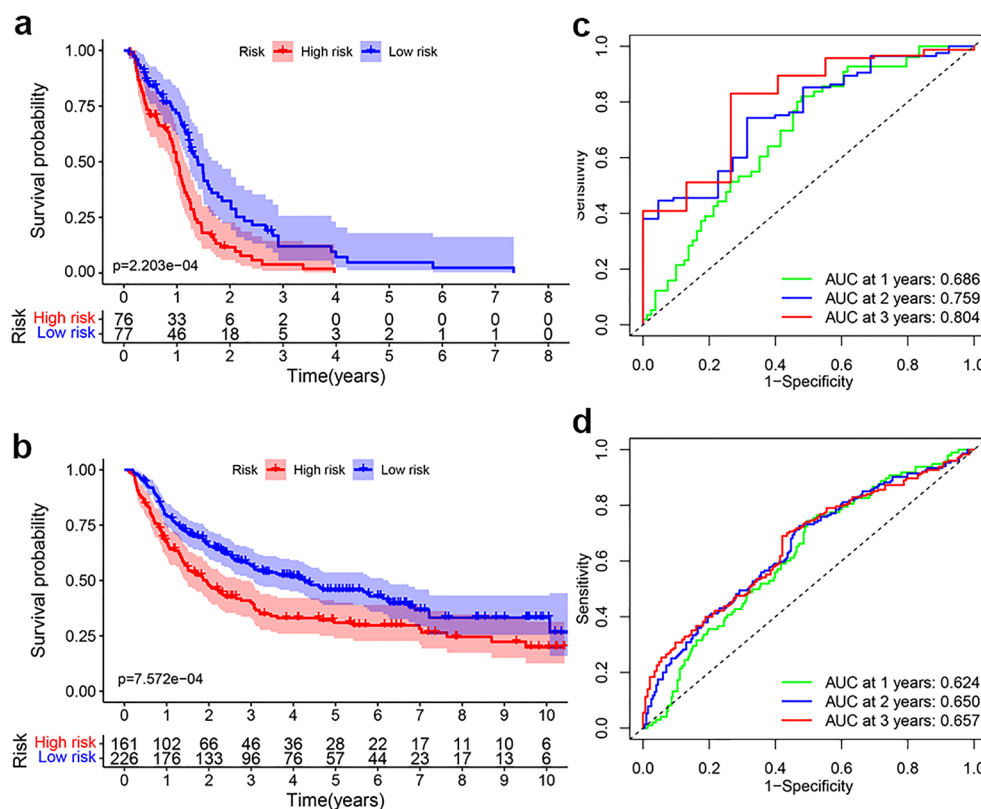 a
Risk High risk Low risk
Survival probability
1.00
0.75
0.50
0.25
0.00
p=2.203e−04
0 1 2 3 4 5 6 7 8
Risk
High risk 76 33 6 2 0 0 0 0 0
Low risk 77 46 18 5 3 2 1 1 0
0 1 2 3 4 5 6 7 8
Time(years)
c
Sensitivity
1.0
0.8
0.6
0.4
0.2
0.0
AUC at 1 years: 0.686
AUC at 2 years: 0.759
AUC at 3 years: 0.804
0.0 0.2 0.4 0.6 0.8 1.0
1−Specificity
b
Risk High risk Low risk
Survival probability
1.00
0.75
0.50
0.25
0.00
p=7.572e−04
0 1 2 3 4 5 6 7 8 9 10
Risk
High risk 161 102 66 46 36 28 22 17 11 10 6
Low risk 226 176 133 96 76 57 44 23 17 13 6
0 1 2 3 4 5 6 7 8 9 10
Time(years)
d
Sensitivity
1.0
0.8
0.6
0.4
0.2
0.0
AUC at 1 years: 0.624
AUC at 2 years: 0.650
AUC at 3 years: 0.657
0.0 0.2 0.4 0.6 0.8 1.0
1−Specificity